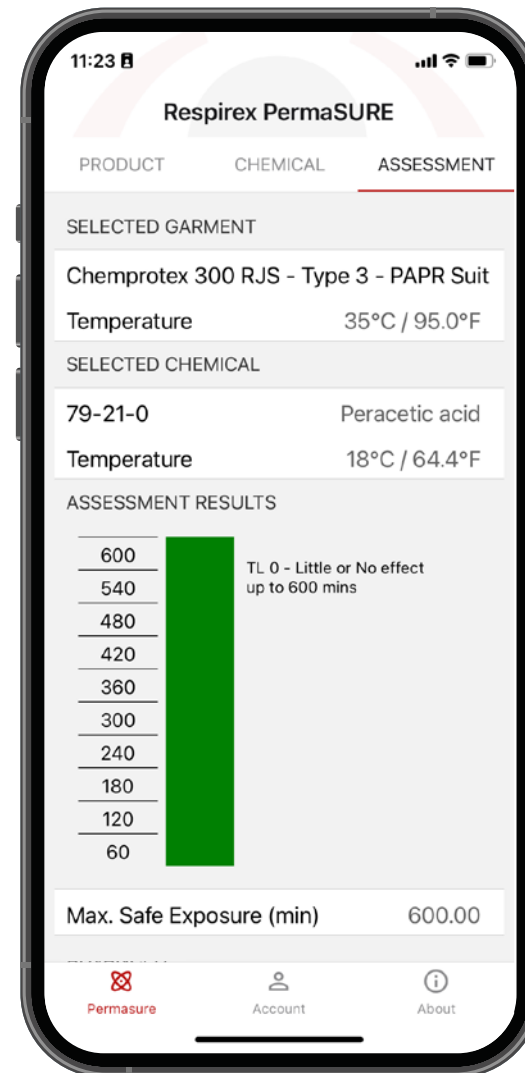 11:23
Respirex PermaSURE
PRODUCT CHEMICAL ASSESSMENT
SELECTED GARMENT
Chemprotex 300 RJS - Type 3 - PAPR Suit
Temperature 35°C / 95.0°F
SELECTED CHEMICAL
79-21-0 Peracetic acid
Temperature 18°C / 64.4°F
ASSESSMENT RESULTS
600
TL 0 - Little or No effect
up to 600 mins
540
480
420
360
300
240
180
120
60
Max. Safe Exposure (min) 600.00
Permasure Account About